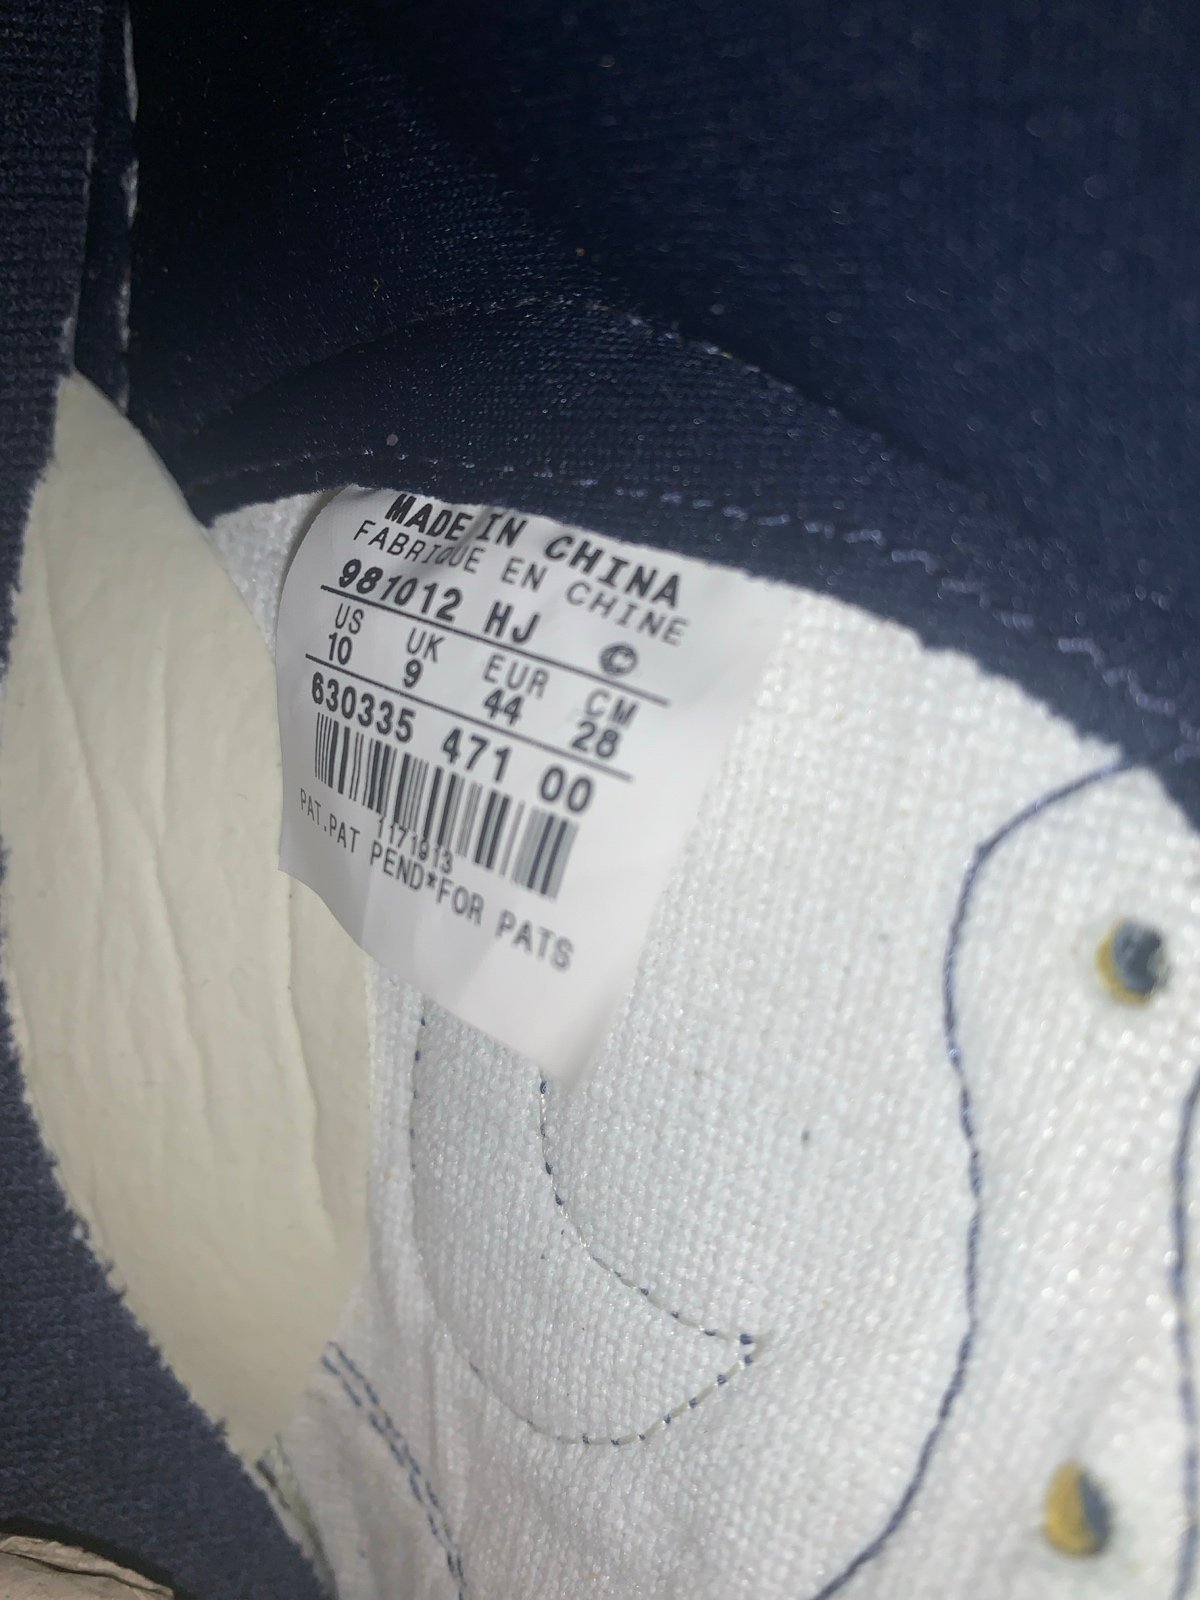 MADE IN CHINA
FABRIQUE EN CHINE
981012 HJ ©
US UK EUR CM
10 9 44 28
630335 471 00
1171913
PAT.PAT PEND*FOR PATS